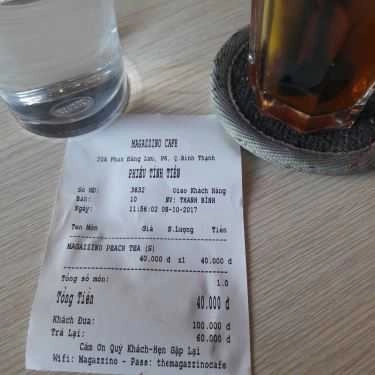 MAGAZZINO CAFE
20A Phan Đăng Lưu, P6, Q.Bình Thạnh
PHIẾU TÍNH TIỀN
Số HĐ: 3632 Giao Khách Hàng
Bàn: 10 NV: THANH BÌNH
Ngày: 11:56:02 08-10-2017
Tên Món Giá S.lượng Tiền
MAGAZZINO PEACH TEA (S)
40.000 đ x1 40.000 đ
Tổng số món: 1.0
Tổng Tiền 40.000 đ
Khách Đưa: 100.000 đ
Trả Lại: 60.000 đ
Cảm Ơn Quý Khách-Hẹn Gặp Lại
Wifi: Magazzino - Pass: themagazzinocafe